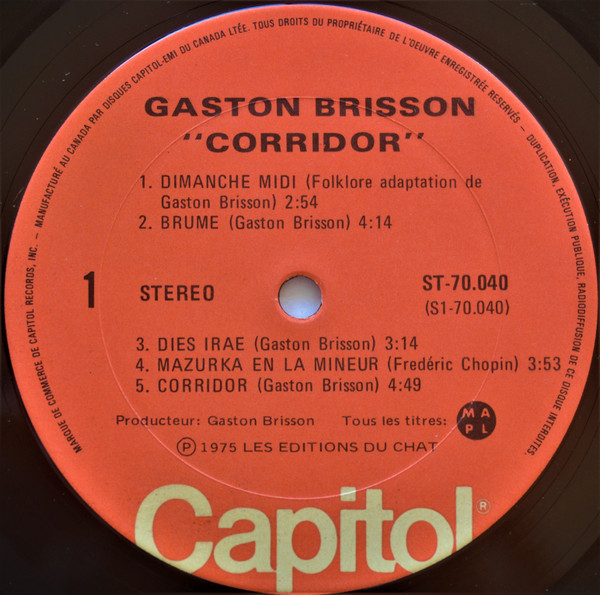 MARQUE DE COMMERCE DE CAPITOL RECORDS, INC. — MANUFACTURÉ AU CANADA PAR DISQUES CAPITOL-EMI DU CANADA LTÉE. TOUS DROITS DU PROPRIÉTAIRE DE L'OEUVRE ENREGISTRÉE RESERVÉS — DUPLICATION, EXÉCUTION PUBLIQUE, RADIODIFFUSION DE CE DISQUE INTERDITES.
GASTON BRISSON
"CORRIDOR"
1. DIMANCHE MIDI (Folklore adaptation de
Gaston Brisson) 2:54
2. BRUME (Gaston Brisson) 4:14
1
STEREO
ST-70.040
(S1-70.040)
3. DIES IRAE (Gaston Brisson) 3:14
4. MAZURKA EN LA MINEUR (Fredéric Chopin) 3:53
5. CORRIDOR (Gaston Brisson) 4:49
Producteur: Gaston Brisson Tous les titres:
M A
P L
Ⓟ 1975 LES EDITIONS DU CHAT
Capitol®